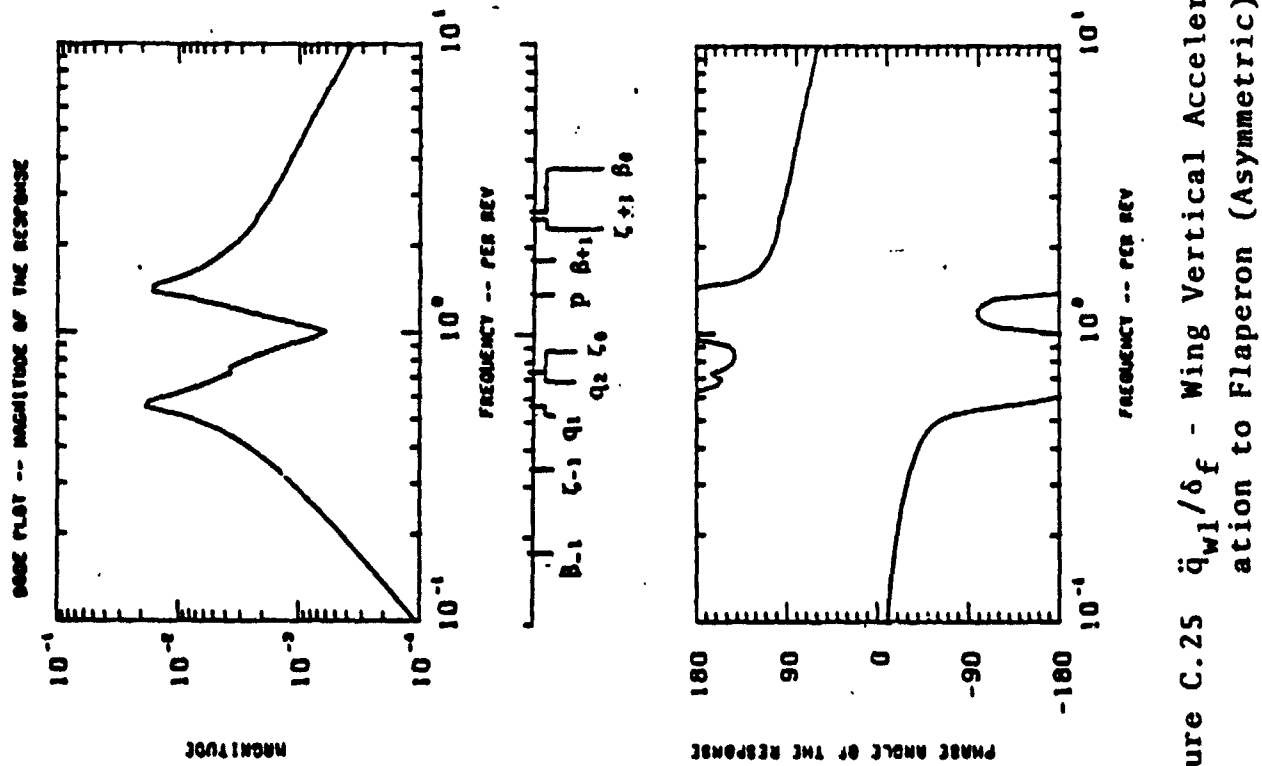 BODE PLOT -- MAGNITUDE OF THE RESPONSE
MAGNITUDE
10⁻¹
10⁻²
10⁻³
10⁻⁴
10⁻¹ 10⁰ 10¹
FREQUENCY -- PER REV
β₋₁ ζ₋₁ q₁ q₂ ζ₀ p β₊₁ ζ₊₁ β₀
PHASE ANGLE OF THE RESPONSE
180
90
0
-90
-180
10⁻¹ 10⁰ 10¹
FREQUENCY -- PER REV
ure C.25 q̈w1/δf - Wing Vertical Acceler
ation to Flaperon (Asymmetric)